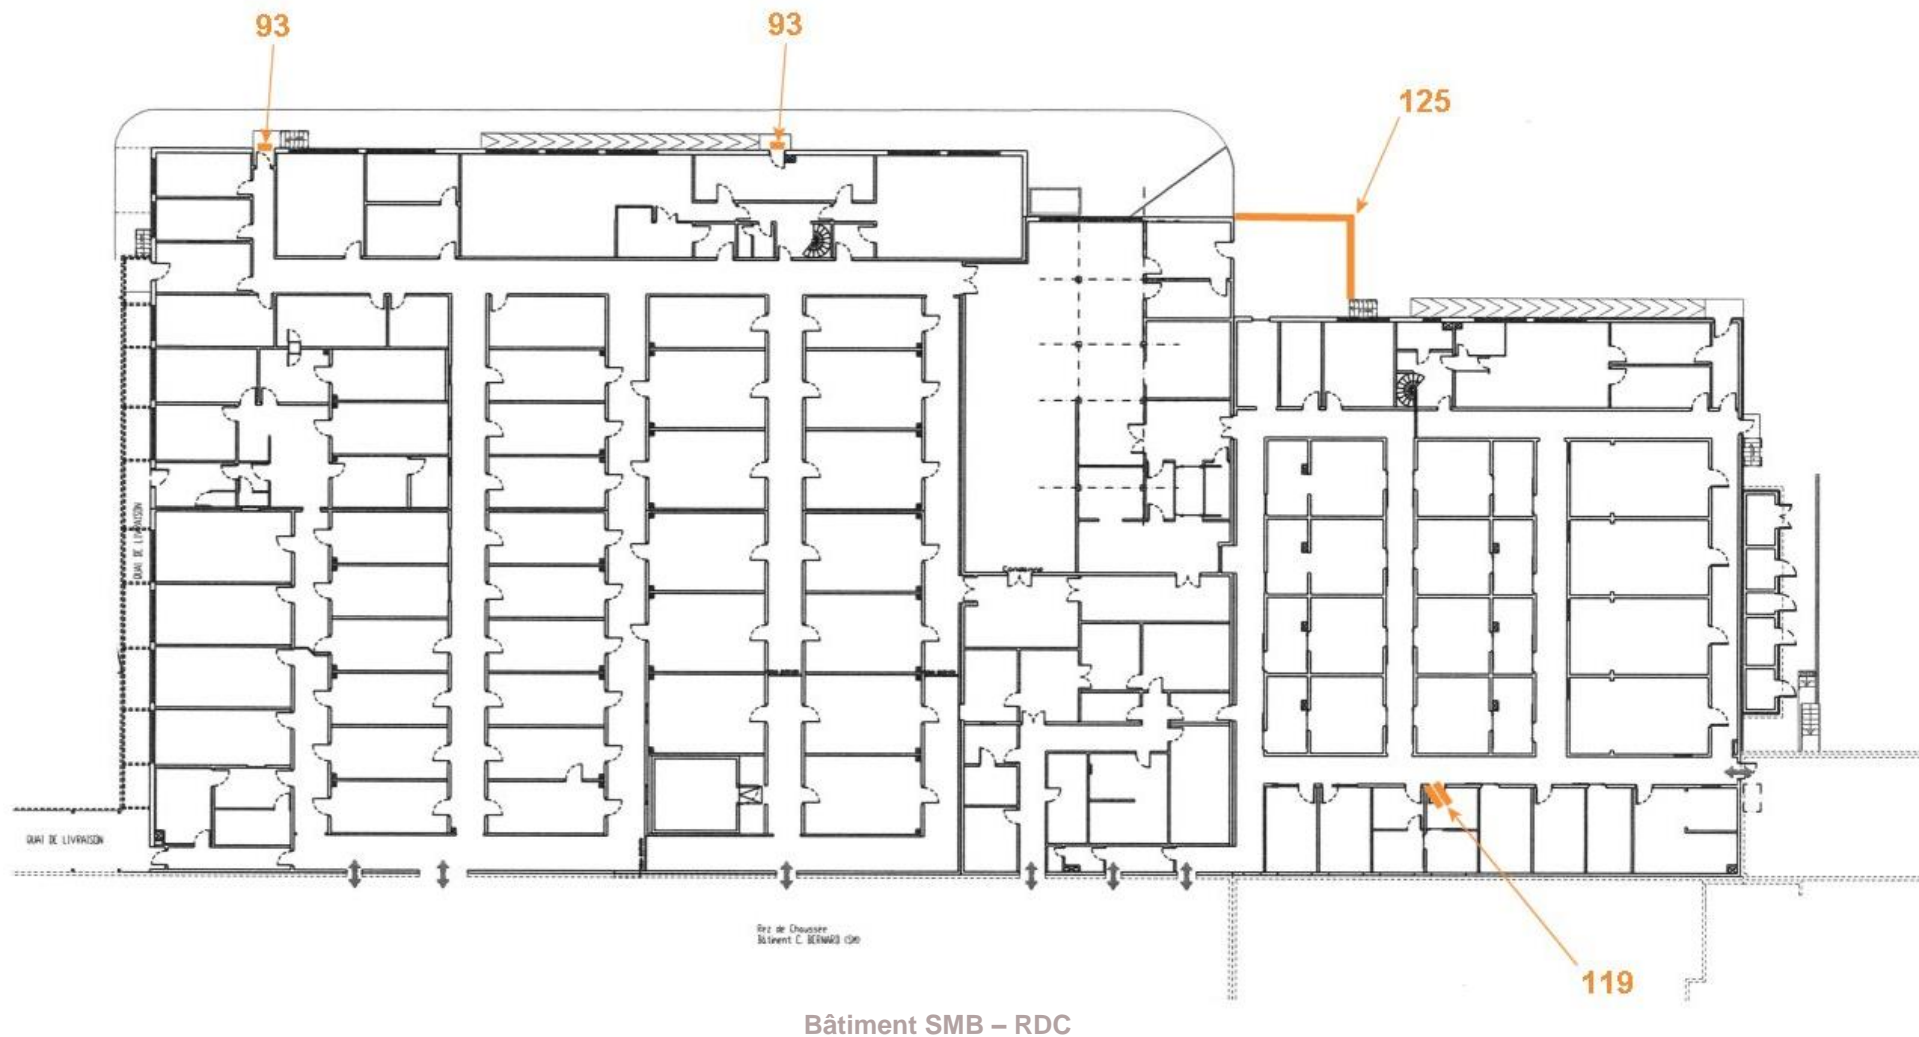 93
93
125
QUAI DE LIVRAISON
QUAI DE LIVRAISON
Rez de Chaussée
Bâtiment C. BERNARD (SM)
119
Bâtiment SMB – RDC